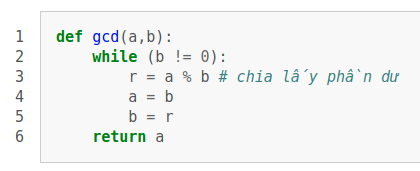 1 def gcd(a,b):
2     while (b != 0):
3         r = a % b # chia lấy phần dư
4         a = b
5         b = r
6     return a